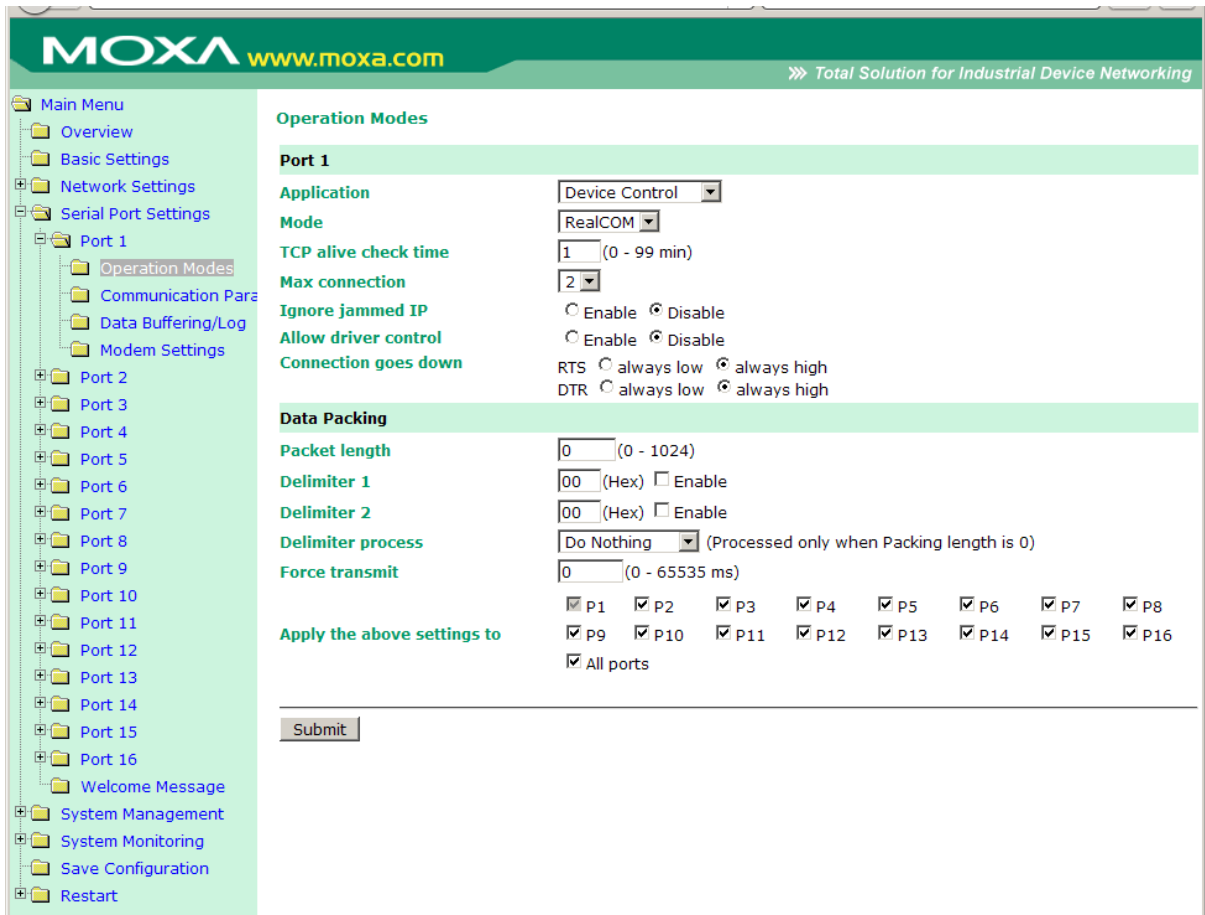 MOXA www.moxa.com
Total Solution for Industrial Device Networking
Main Menu
Overview
Basic Settings
Network Settings
Serial Port Settings
Port 1
Operation Modes
Communication Para
Data Buffering/Log
Modem Settings
Port 2
Port 3
Port 4
Port 5
Port 6
Port 7
Port 8
Port 9
Port 10
Port 11
Port 12
Port 13
Port 14
Port 15
Port 16
Welcome Message
System Management
System Monitoring
Save Configuration
Restart
Operation Modes
Port 1
Application Device Control
Mode RealCOM
TCP alive check time 1 (0 - 99 min)
Max connection 2
Ignore jammed IP Enable Disable
Allow driver control Enable Disable
Connection goes down RTS always low always high
DTR always low always high
Data Packing
Packet length 0 (0 - 1024)
Delimiter 1 00 (Hex) Enable
Delimiter 2 00 (Hex) Enable
Delimiter process Do Nothing (Processed only when Packing length is 0)
Force transmit 0 (0 - 65535 ms)
P1 P2 P3 P4 P5 P6 P7 P8
Apply the above settings to P9 P10 P11 P12 P13 P14 P15 P16
All ports
Submit